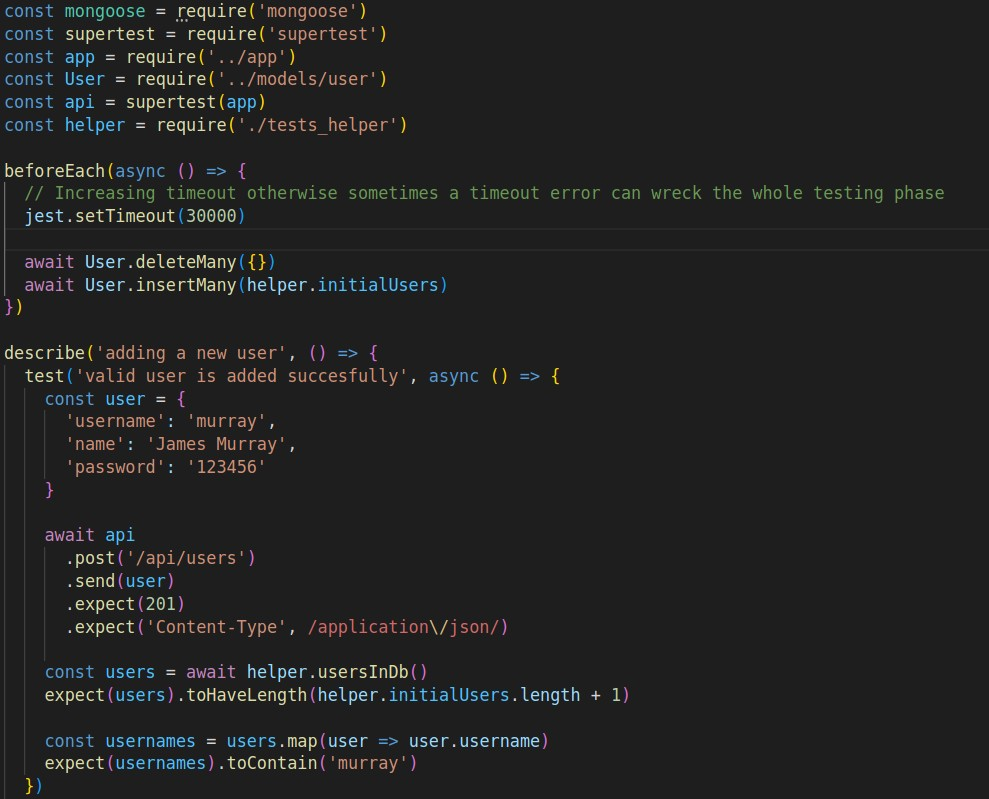 const mongoose = require('mongoose')
const supertest = require('supertest')
const app = require('../app')
const User = require('../models/user')
const api = supertest(app)
const helper = require('./tests_helper')

beforeEach(async () => {
  // Increasing timeout otherwise sometimes a timeout error can wreck the whole testing phase
  jest.setTimeout(30000)

  await User.deleteMany({})
  await User.insertMany(helper.initialUsers)
})

describe('adding a new user', () => {
  test('valid user is added succesfully', async () => {
    const user = {
      'username': 'murray',
      'name': 'James Murray',
      'password': '123456'
    }

    await api
      .post('/api/users')
      .send(user)
      .expect(201)
      .expect('Content-Type', /application\/json/)

    const users = await helper.usersInDb()
    expect(users).toHaveLength(helper.initialUsers.length + 1)

    const usernames = users.map(user => user.username)
    expect(usernames).toContain('murray')
  })